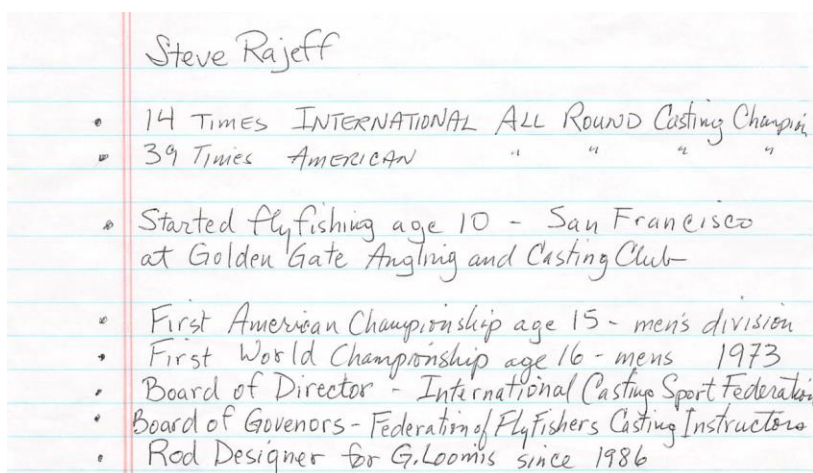 Steve Rajeff
• 14 Times INTERNATIONAL ALL ROUND Casting Champion
• 39 Times AMERICAN " " " "
• Started flyfishing age 10 - San Francisco
at Golden Gate Angling and Casting Club
• First American Championship age 15 - men's division
• First World Championship age 16 - mens 1973
• Board of Director - International Casting Sport Federation
• Board of Govenors - Federation of FlyFishers Casting Instructors
• Rod Designer for G.Loomis since 1986